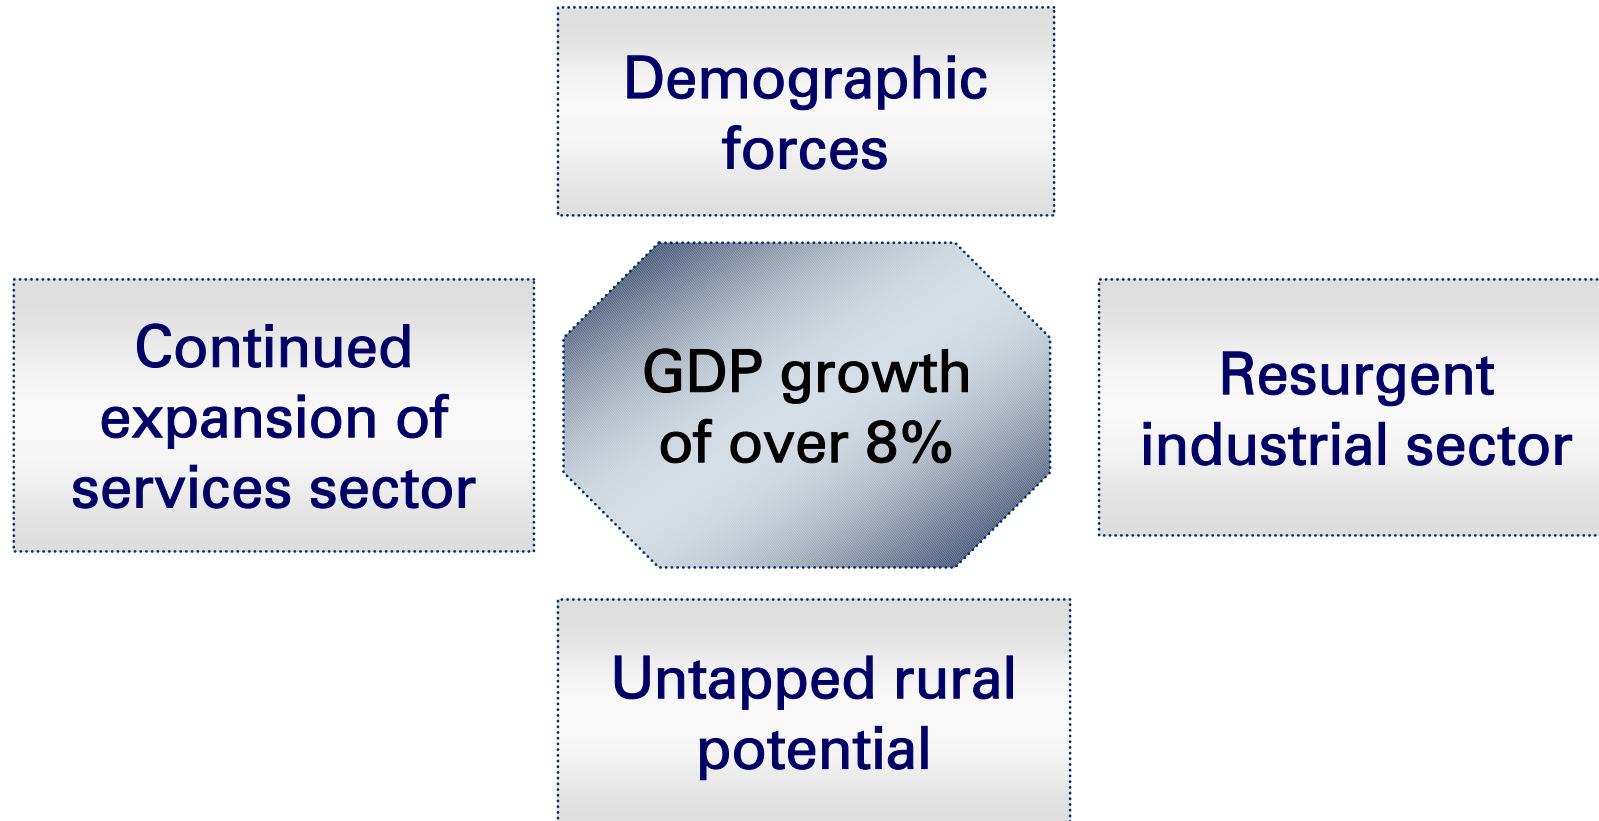 Demographic
forces
Continued
expansion of
services sector
GDP growth
of over 8%
Resurgent
industrial sector
Untapped rural
potential